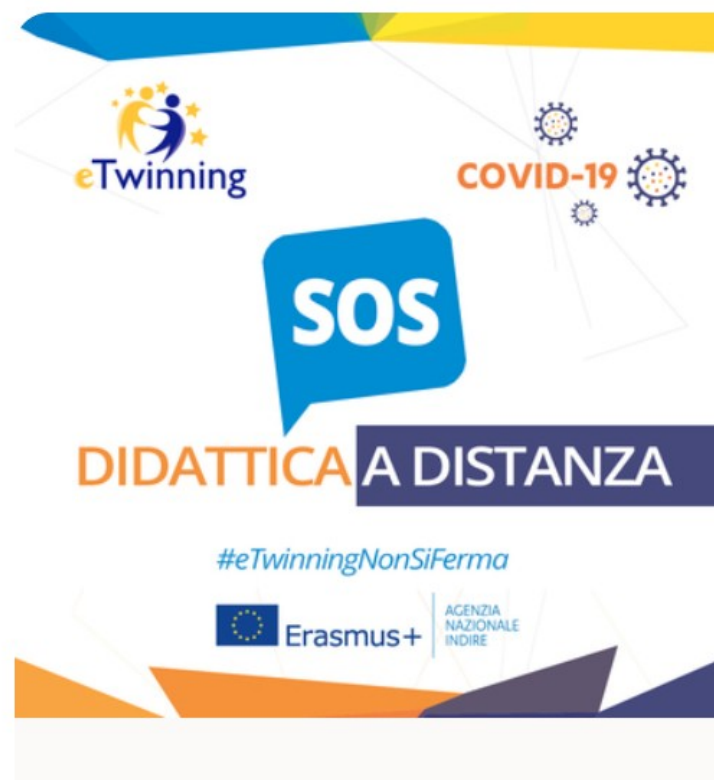 eTwinning
COVID-19
SOS
DIDATTICA A DISTANZA
#eTwinningNonSiFerma
Erasmus+
AGENZIA
NAZIONALE
INDIRE